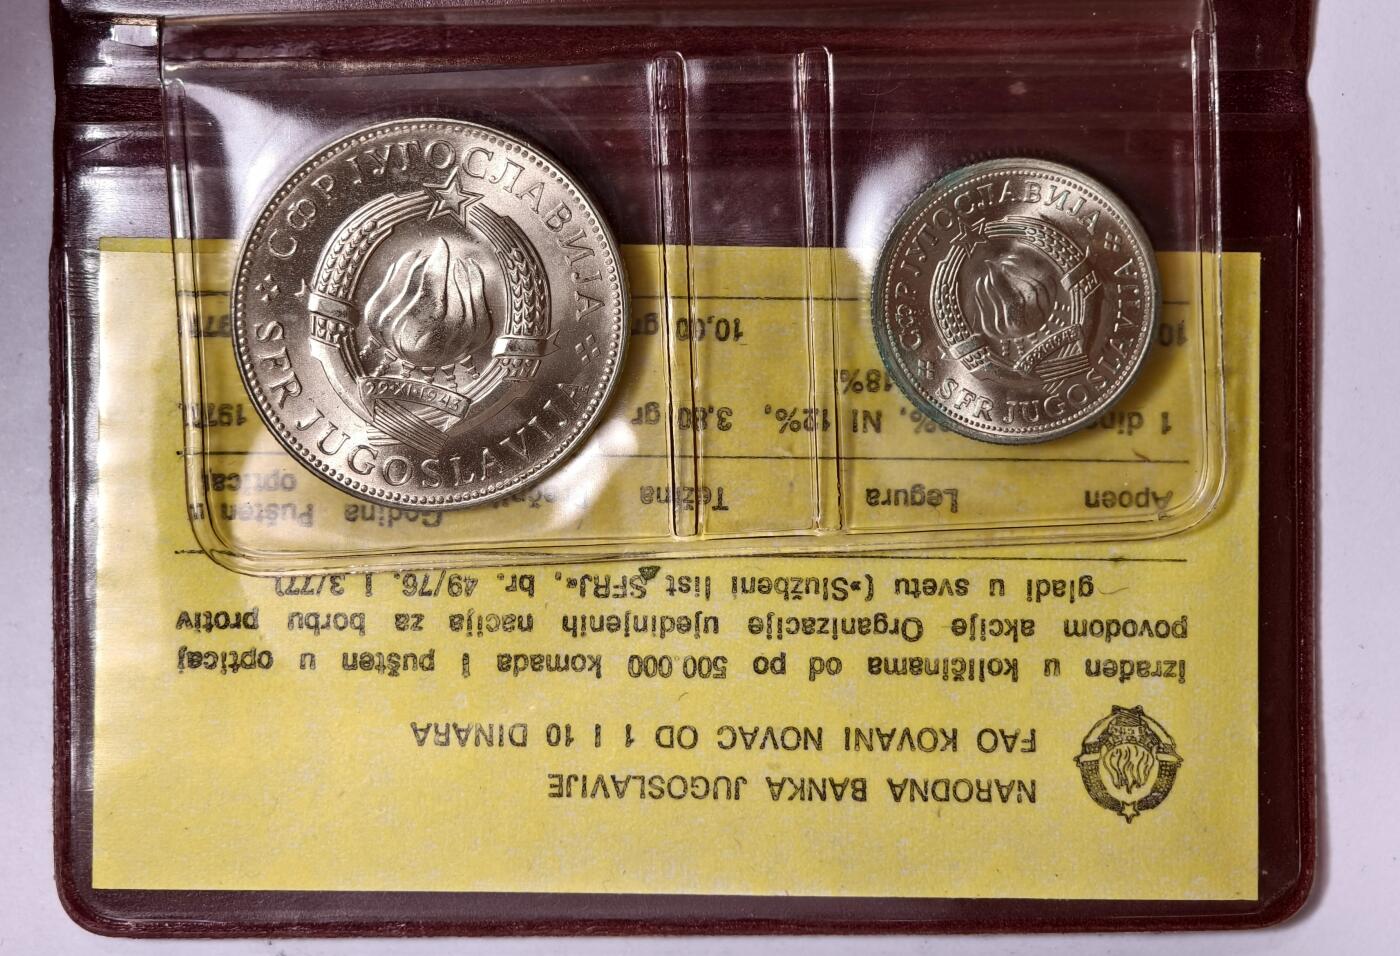 СФР ЈУГОСЛАВИЈА
SFR JUGOSLAVIJA
29·XI·1943
СФР ЈУГОСЛАВИЈА
SFR JUGOSLAVIJA
NARODNA BANKA JUGOSLAVIJE
FAO KOVANI NOVAC OD 1 I 10 DINARA
izrađen u količinama od po 500.000 komada i pušten u opticaj
povodom akcije Organizacije ujedinjenih nacija za borbu protiv
gladi u svetu (»Službeni list SFRJ«, br. 49/76. i 3/77)
Apoen Legura Težina Godina Pušten u
opticaj
1 NI 12%, 3,80 gr 197
18%)
10, 10,00 gr 197